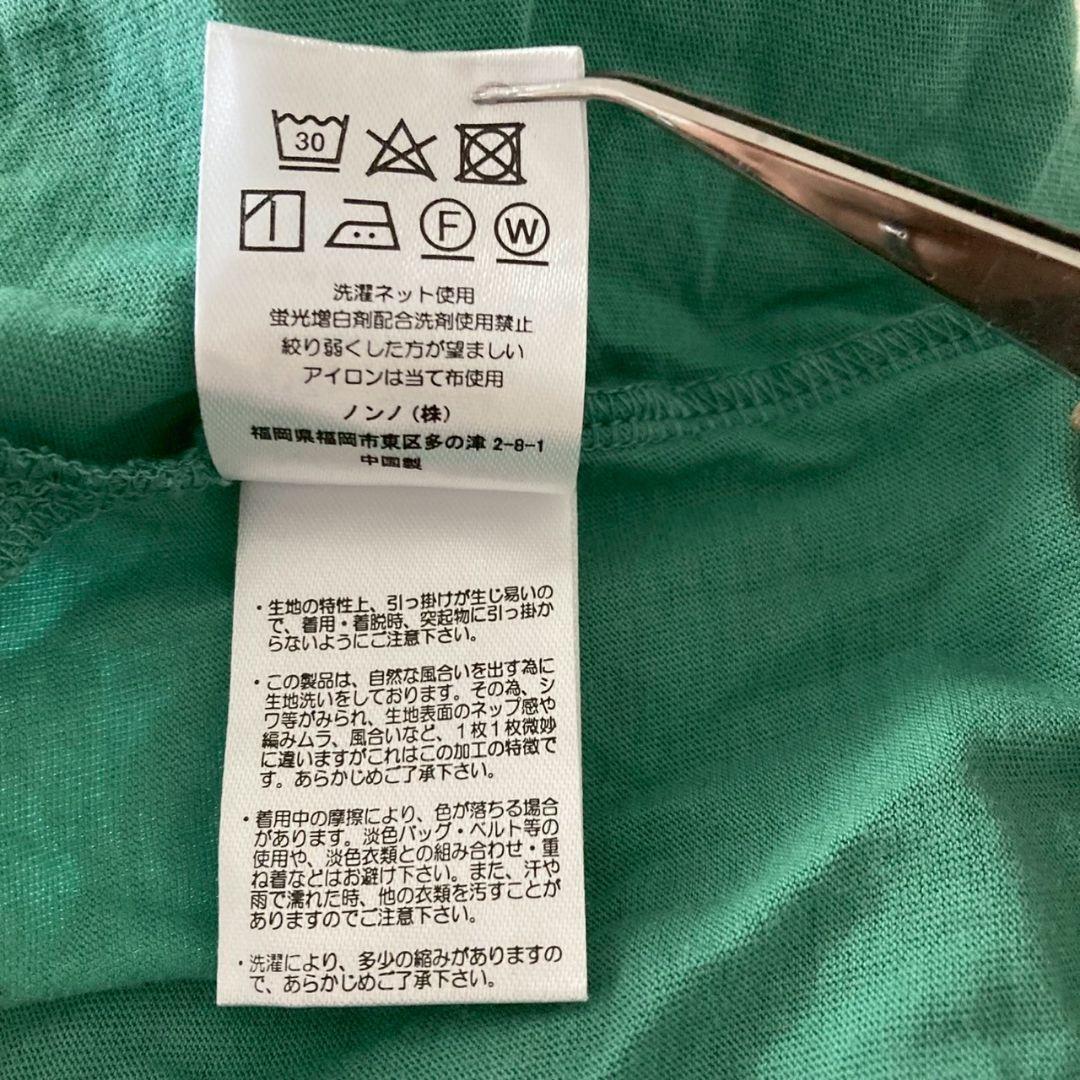 30
F W
洗濯ネット使用
蛍光増白剤配合洗剤使用禁止
絞り弱くした方が望ましい
アイロンは当て布使用
ノンノ(株)
福岡県福岡市東区多の津 2-8-1
中国製
・生地の特性上、引っ掛けが生じ易いの
で、着用・着脱時、突起物に引っ掛か
らないようにご注意下さい。
・この製品は、自然な風合いを出す為に
生地洗いをしております。その為、シ
ワ等がみられ、生地表面のネップ感や
編みムラ、風合いなど、1枚1枚微妙
に違いますがこれはこの加工の特徴で
す。あらかじめご了承下さい。
・着用中の摩擦により、色が落ちる場合
があります。淡色バッグ・ベルト等の
使用や、淡色衣類との組み合わせ・重
ね着などはお避け下さい。また、汗や
雨で濡れた時、他の衣類を汚すことが
ありますのでご注意下さい。
・洗濯により、多少の縮みがありますの
で、あらかじめご了承下さい。